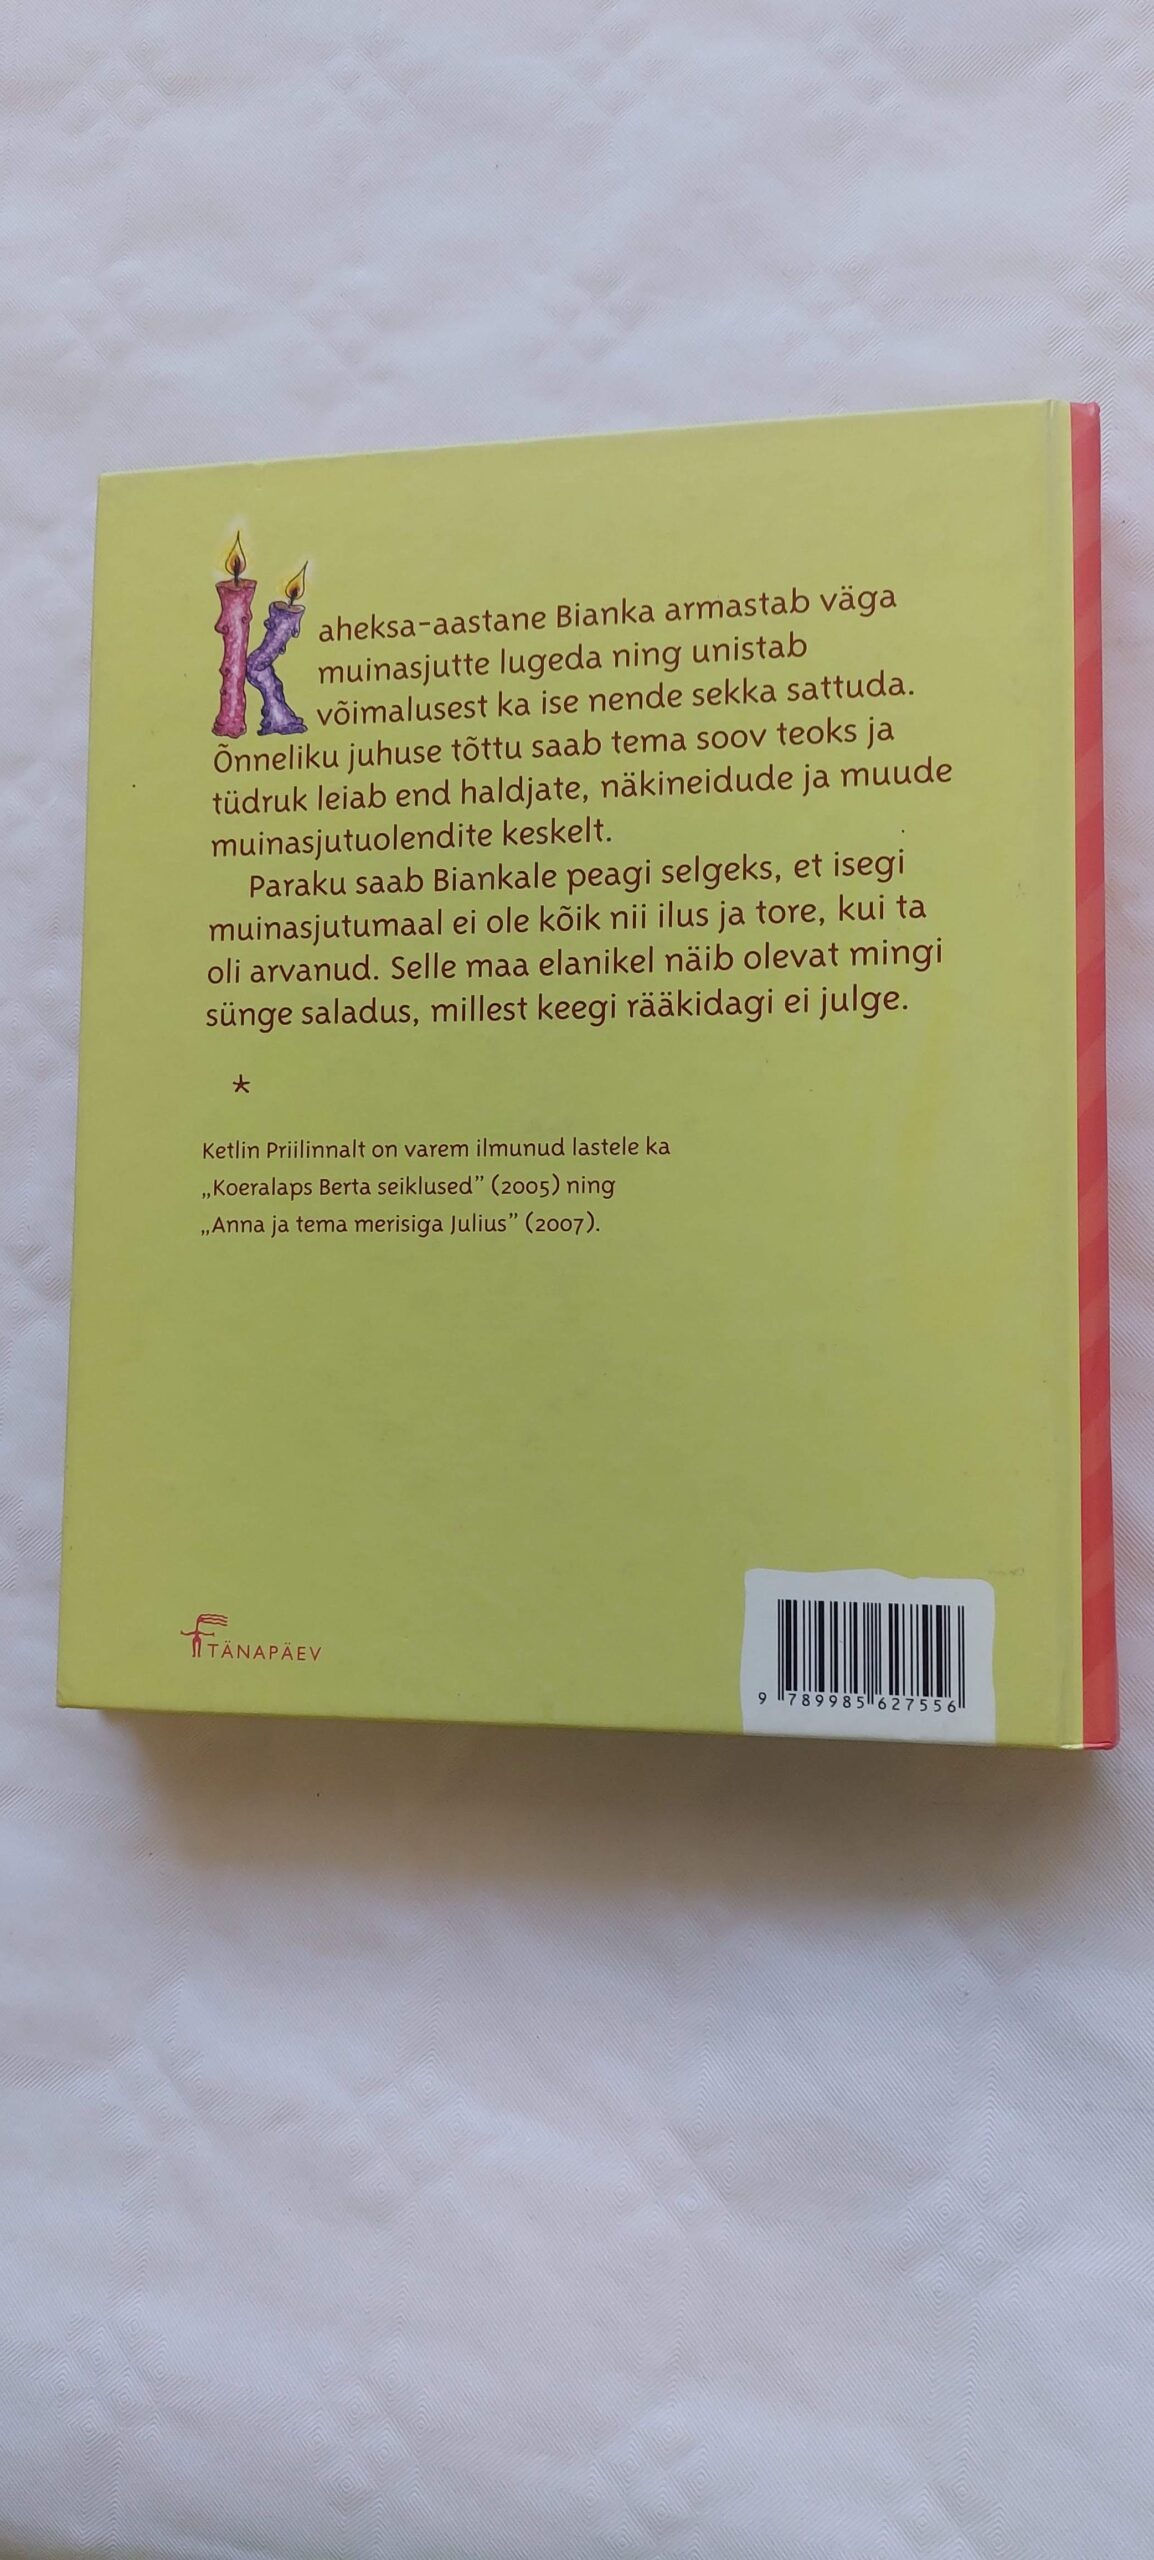 Kaheksa-aastane Bianka armastab väga
muinasjutte lugeda ning unistab
võimalusest ka ise nende sekka sattuda.
Õnneliku juhuse tõttu saab tema soov teoks ja
tüdruk leiab end haldjate, näkineidude ja muude
muinasjutuolendite keskelt.
Paraku saab Biankale peagi selgeks, et isegi
muinasjutumaal ei ole kõik nii ilus ja tore, kui ta
oli arvanud. Selle maa elanikel näib olevat mingi
sünge saladus, millest keegi rääkidagi ei julge.
*
Ketlin Priilinnalt on varem ilmunud lastele ka
„Koeralaps Berta seiklused” (2005) ning
„Anna ja tema merisiga Julius” (2007).
TÄNAPÄEV
9 789985 627556